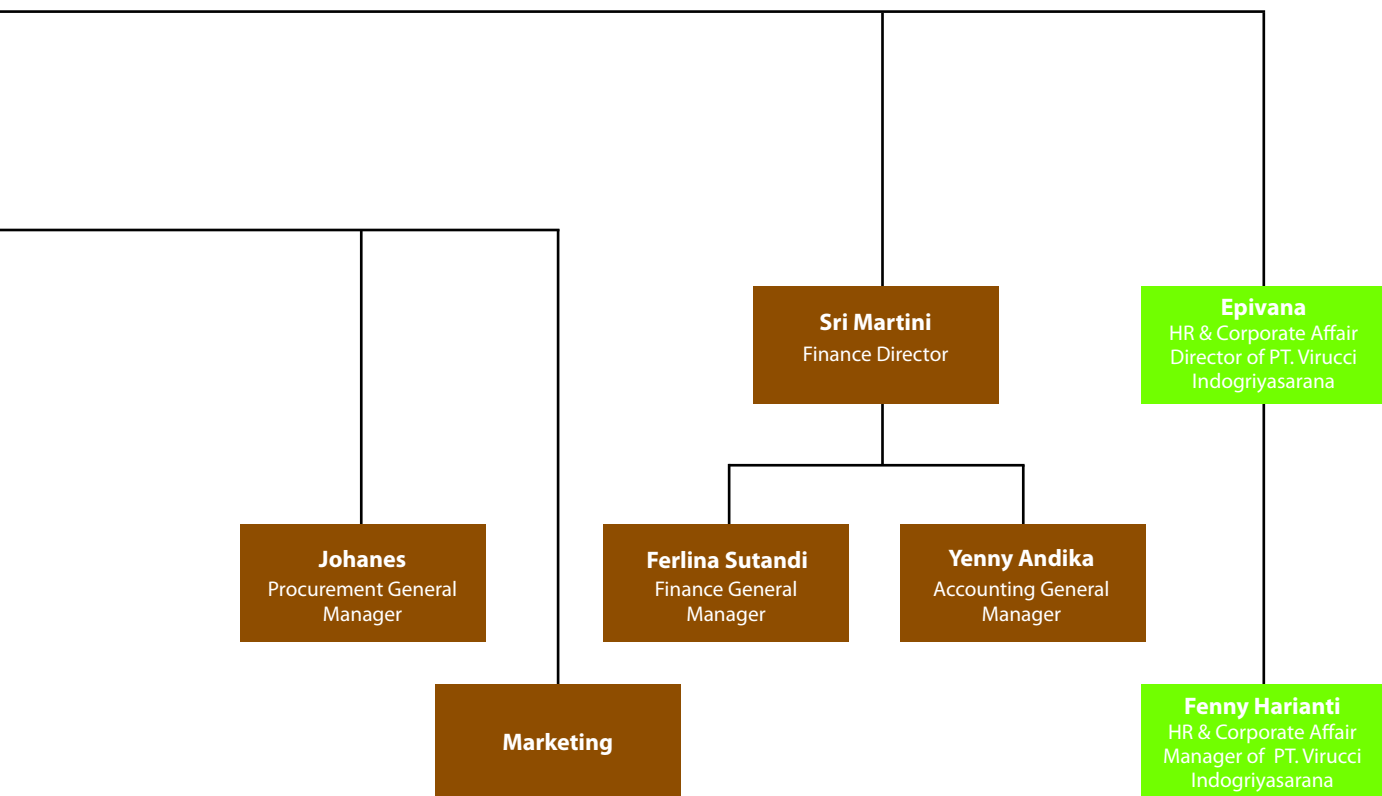 Sri Martini
Finance Director
Epivana
HR & Corporate Affair
Director of PT. Virucci
Indogriyasarana
Johanes
Procurement General
Manager
Ferlina Sutandi
Finance General
Manager
Yenny Andika
Accounting General
Manager
Marketing
Fenny Harianti
HR & Corporate Affair
Manager of  PT. Virucci
Indogriyasarana